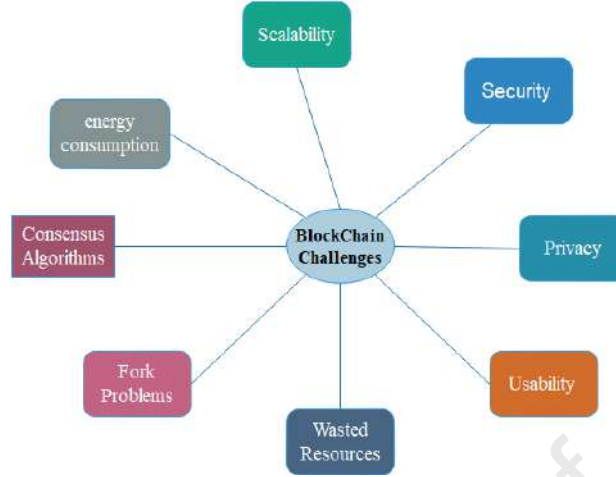 Scalability
Security
energy
consumption
BlockChain
Challenges
Consensus
Algorithms
Privacy
Fork
Problems
Usability
Wasted
Resources